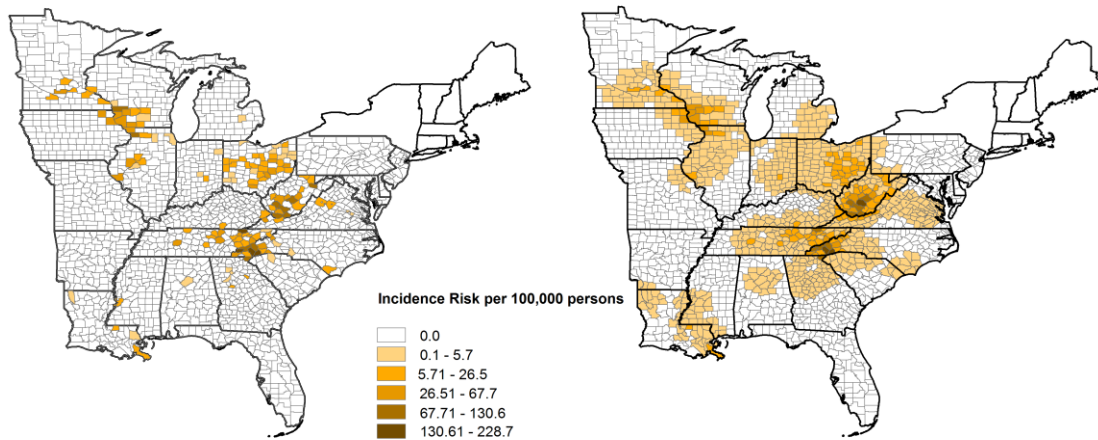 Incidence Risk per 100,000 persons
0.0
0.1 - 5.7
5.71 - 26.5
26.51 - 67.7
67.71 - 130.6
130.61 - 228.7